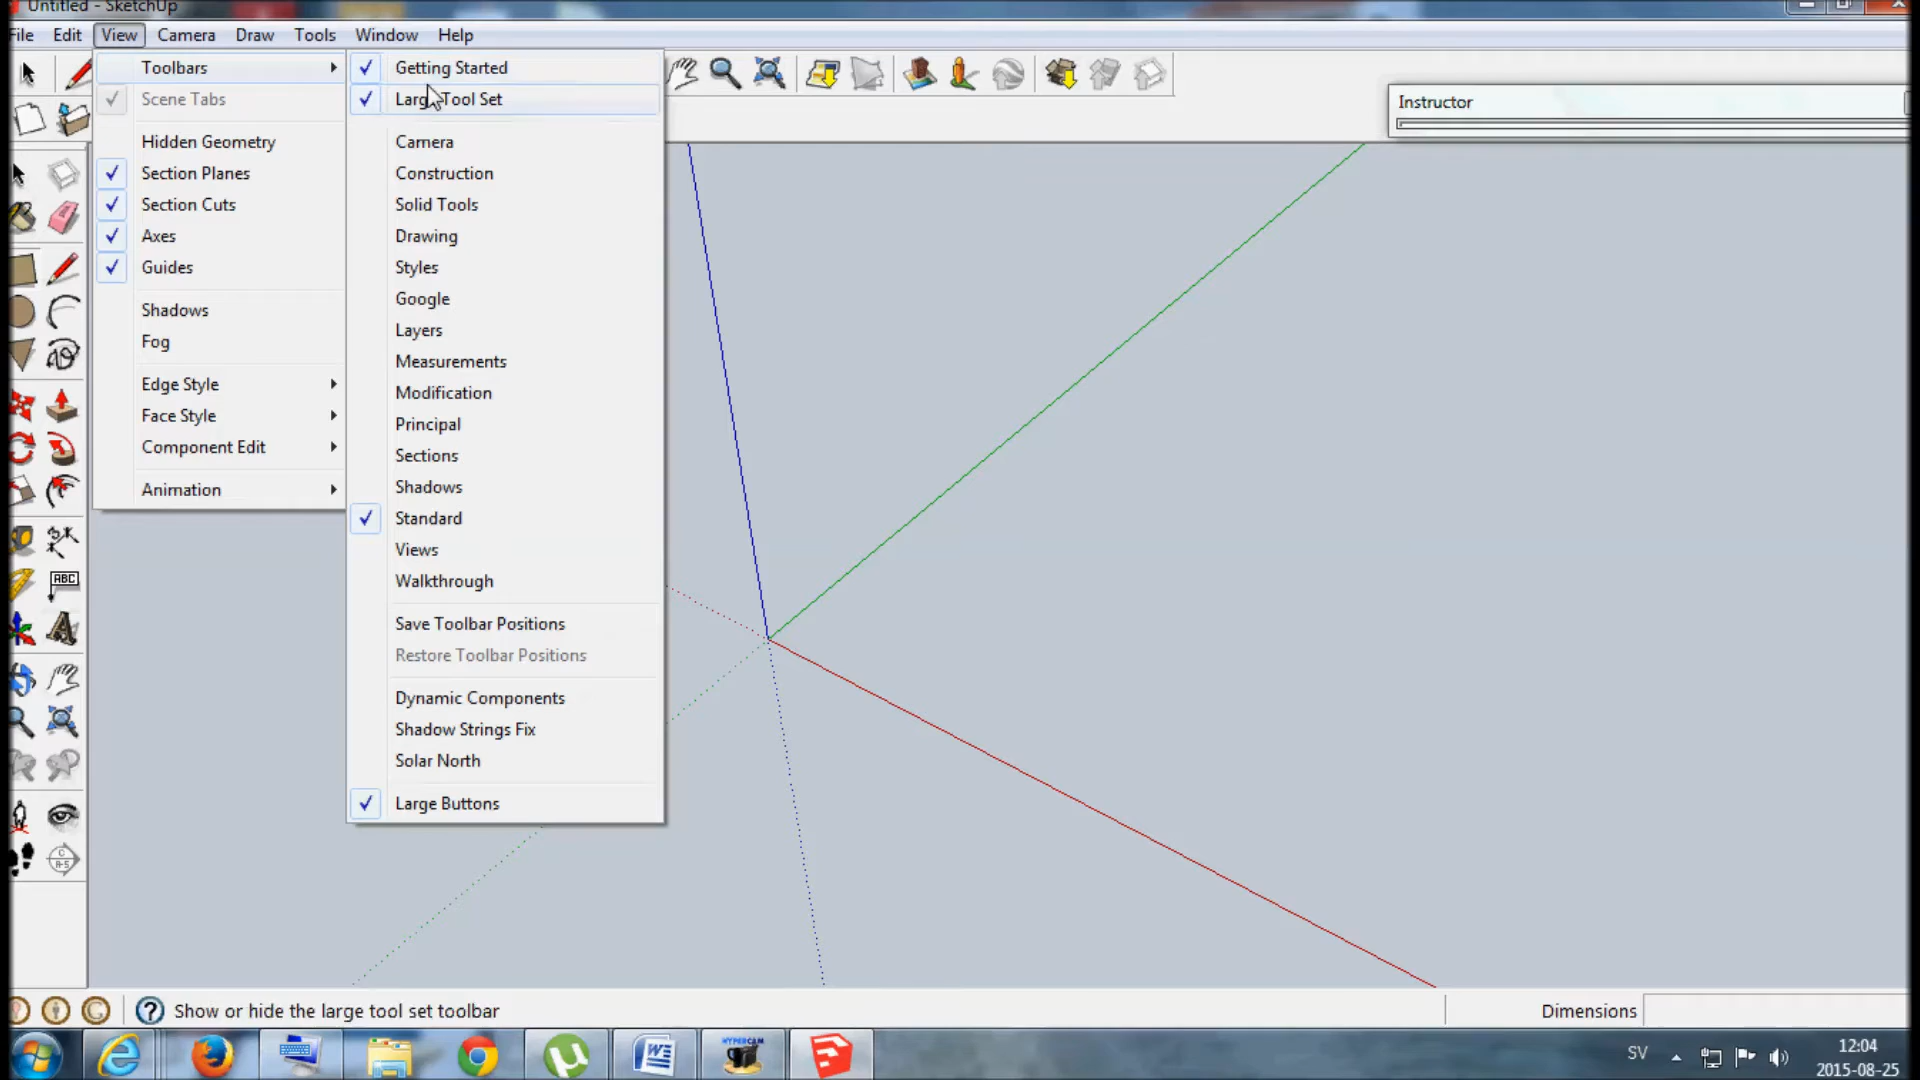 Untitled - SketchUp
File Edit View Camera Draw Tools Window Help
Toolbars
Scene Tabs
Hidden Geometry
Section Planes
Section Cuts
Axes
Guides
Shadows
Fog
Edge Style
Face Style
Component Edit
Animation
Getting Started
Large Tool Set
Camera
Construction
Solid Tools
Drawing
Styles
Google
Layers
Measurements
Modification
Principal
Sections
Shadows
Standard
Views
Walkthrough
Save Toolbar Positions
Restore Toolbar Positions
Dynamic Components
Shadow Strings Fix
Solar North
Large Buttons
Instructor
ABC
Show or hide the large tool set toolbar
Dimensions
HYPERCAM
SV
12:04
2015-08-25